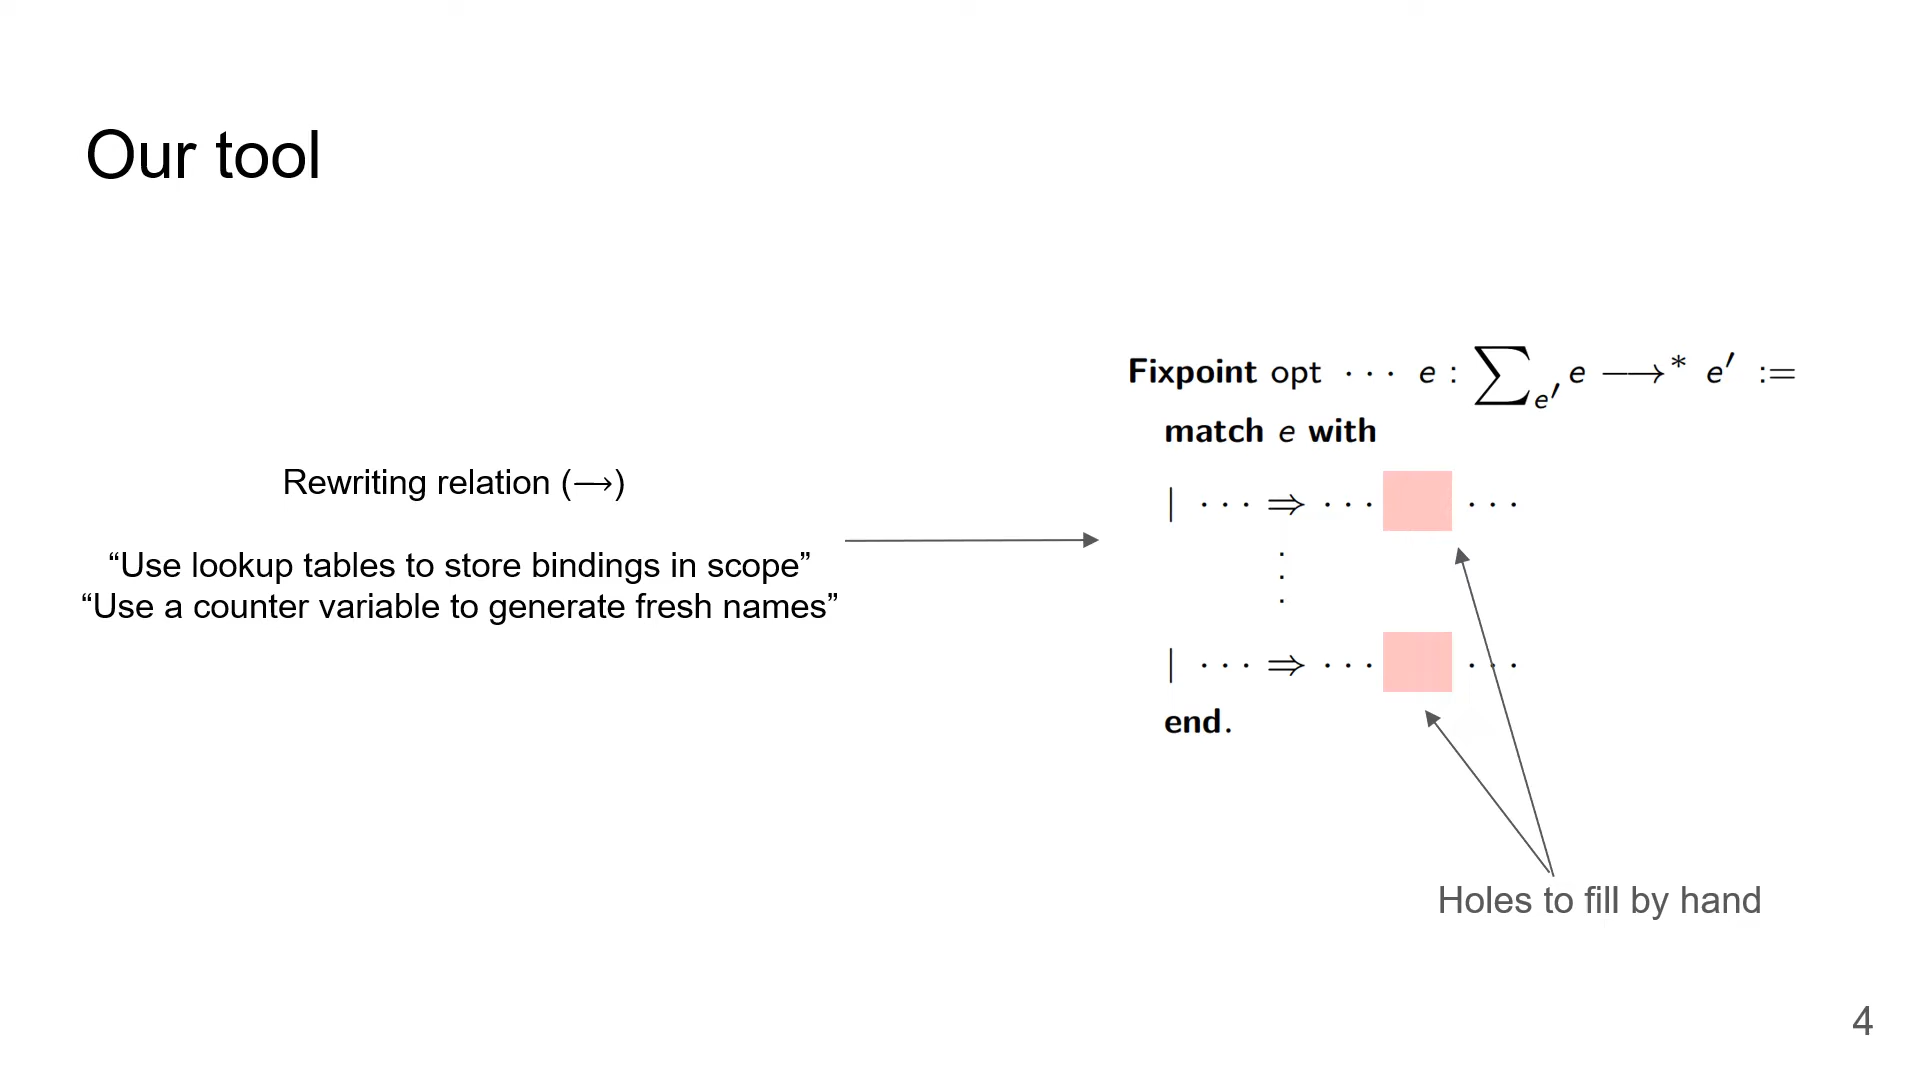 Our tool
Rewriting relation (⟶)
“Use lookup tables to store bindings in scope”
“Use a counter variable to generate fresh names”
Fixpoint opt ··· e : ∑e′ e ⟶* e′ :=
match e with
| ··· ⇒ ··· ···
⋮
| ··· ⇒ ··· ···
end.
Holes to fill by hand
4